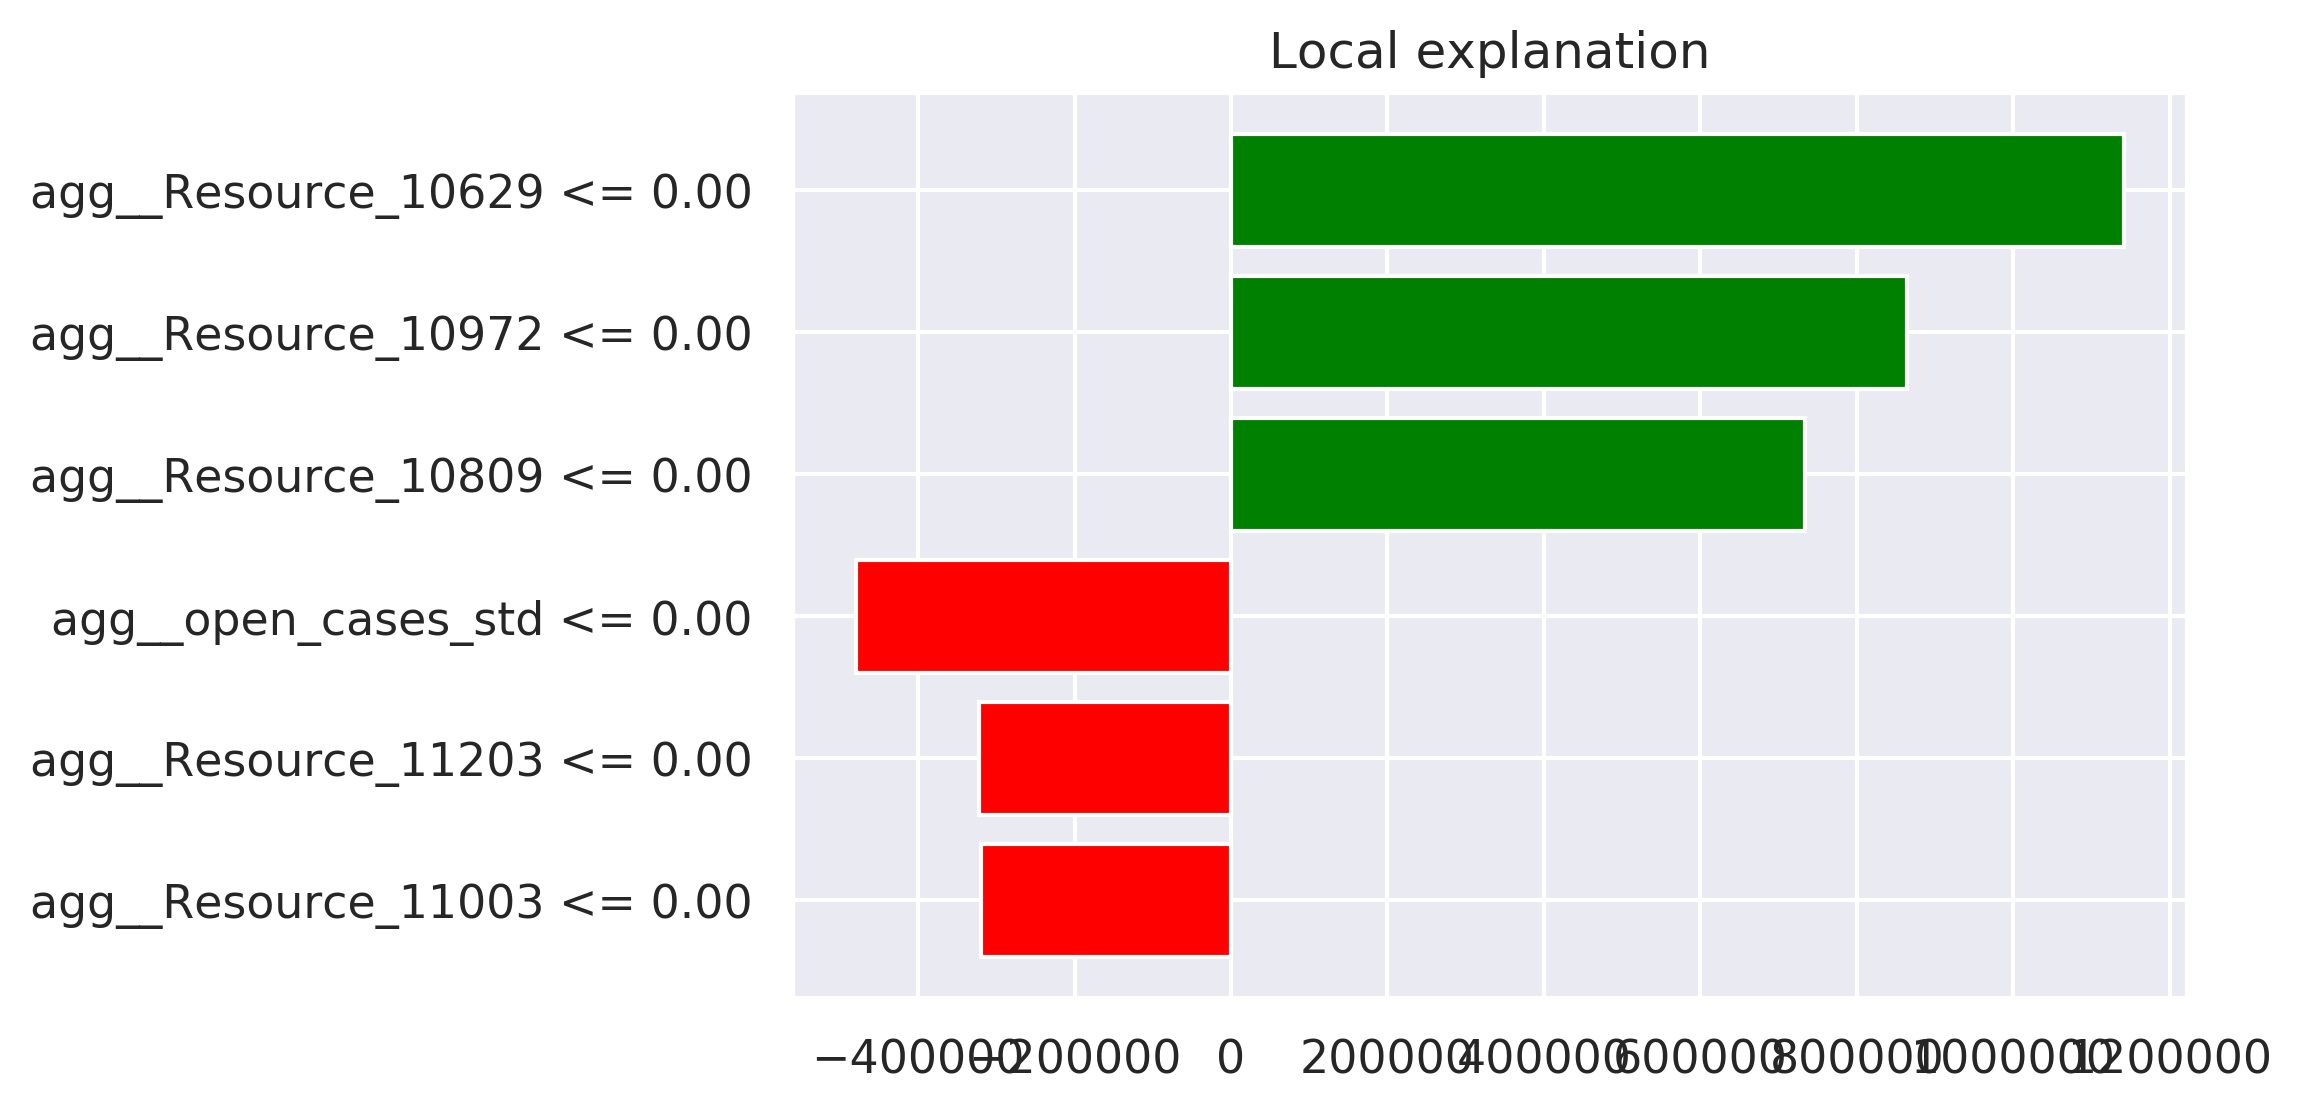 Local explanation
agg__Resource_10629 <= 0.00
agg__Resource_10972 <= 0.00
agg__Resource_10809 <= 0.00
agg__open_cases_std <= 0.00
agg__Resource_11203 <= 0.00
agg__Resource_11003 <= 0.00
−400000 −200000 0 200000 400000 600000 800000 1000000 1200000